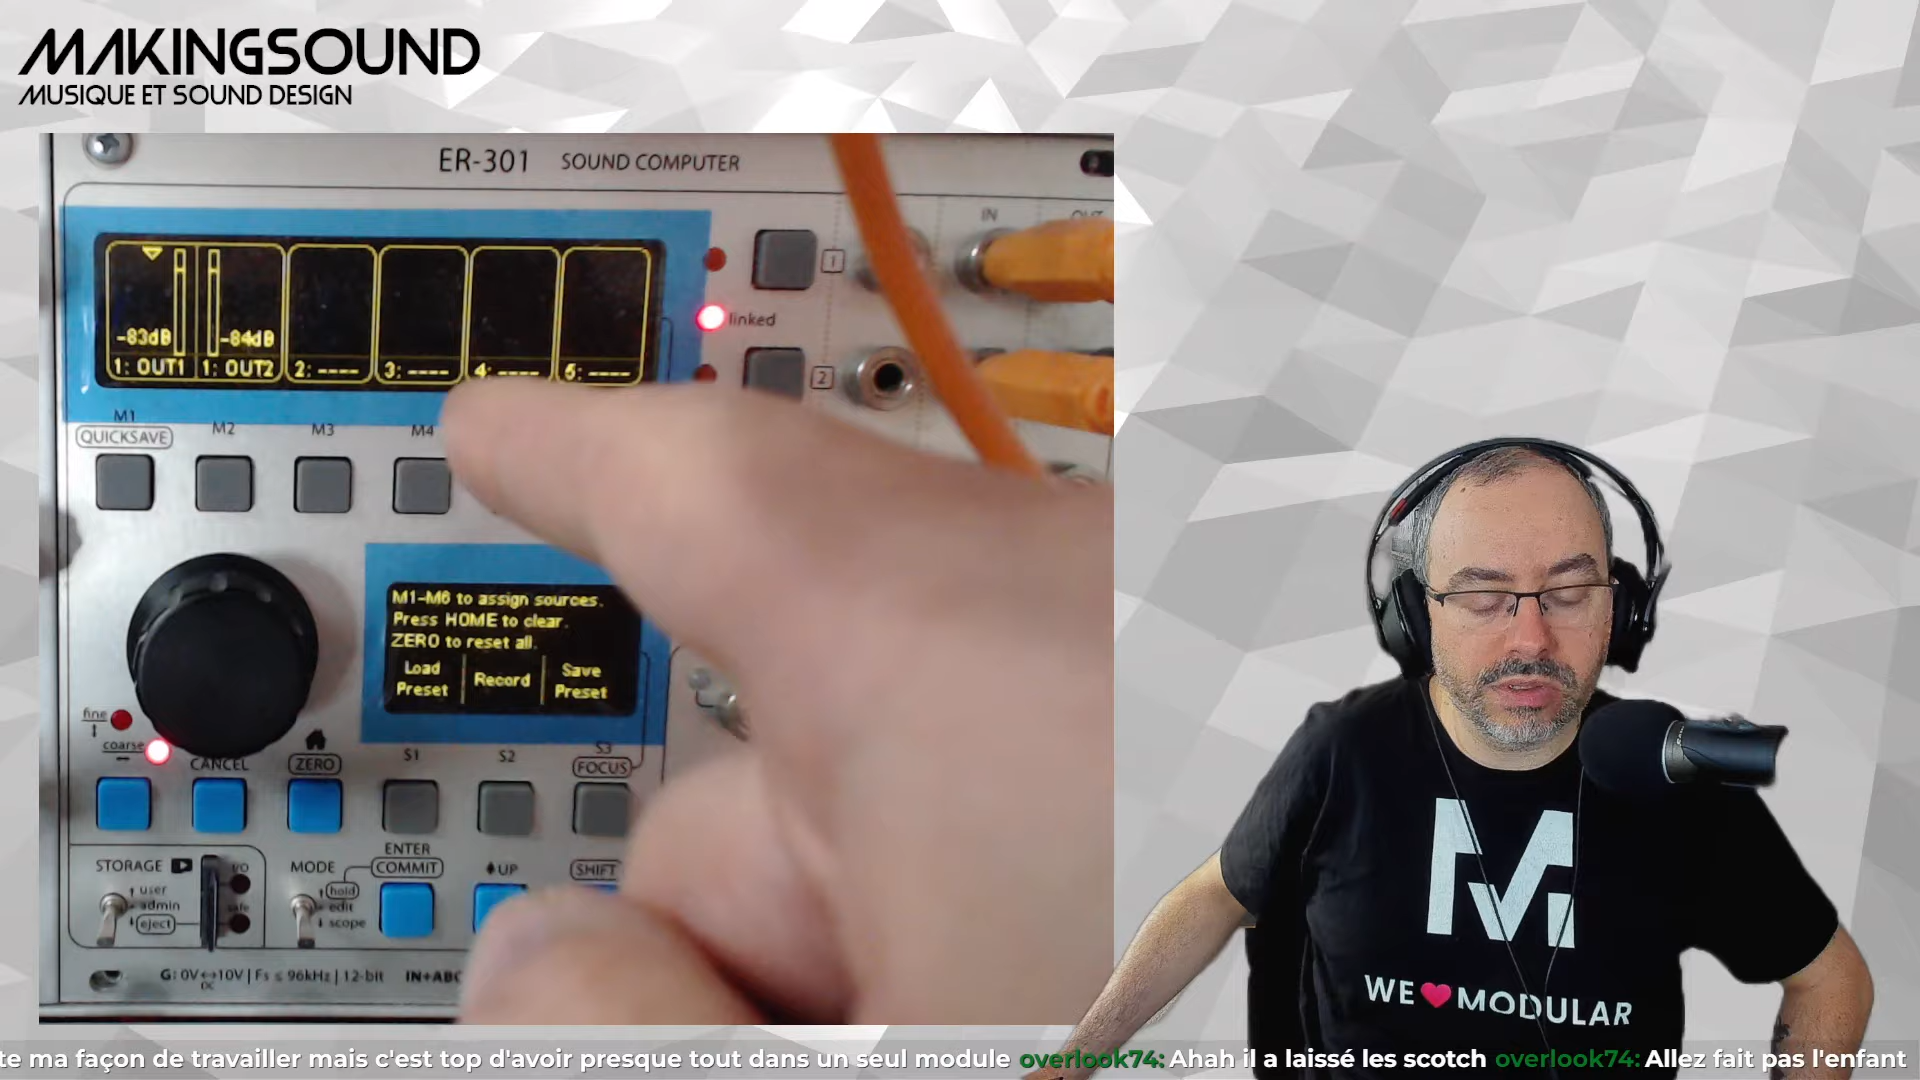 MAKINGSOUND
MUSIQUE ET SOUND DESIGN
ER-301 SOUND COMPUTER
IN
OUT
-83dB
-84dB
1: OUT1 1: OUT2 2: ---- 3: ---- 4: ---- 5: ----
1
linked
2
M1 M2 M3 M4
QUICKSAVE
M1-M6 to assign sources.
Press HOME to clear.
ZERO to reset all.
Load Preset
Record
Save Preset
fine
coarse
CANCEL
ZERO
S1 S2 S3
FOCUS
STORAGE
I/O
safe
user
admin
eject
MODE
hold
edit
scope
ENTER
COMMIT
UP
SHIFT
G: 0V↔10V | Fs ≤ 96kHz | 12-bit
DC
IN+ABC
M
WE ❤ MODULAR
te ma façon de travailler mais c'est top d'avoir presque tout dans un seul module overlook74: Ahah il a laissé les scotch overlook74: Allez fait pas l'enfant